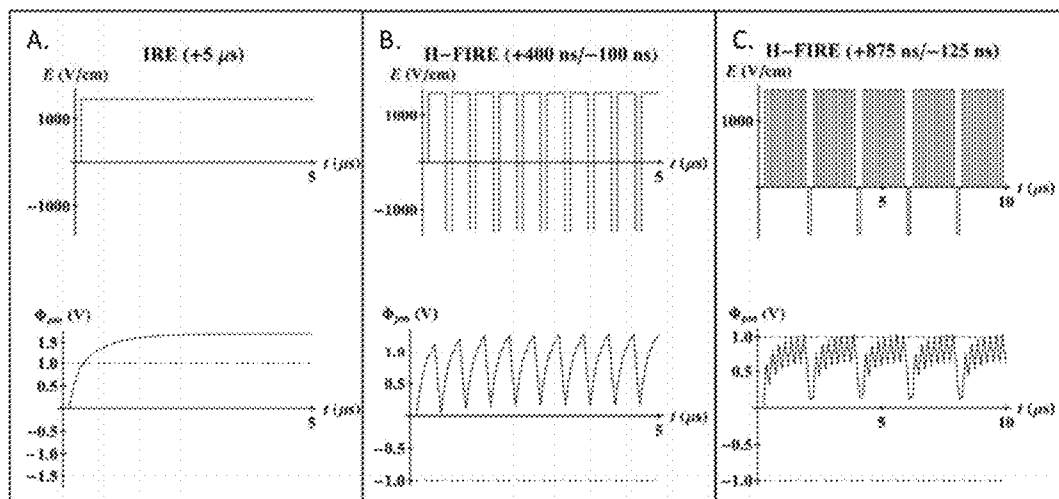 A.
IRE (+5 μs)
E (V/cm)
1000
t (μs)
5
−1000
Φpm (V)
1.5
1.0
0.5
t (μs)
5
−0.5
−1.0
−1.5
B.
H−FIRE (+400 ns/−100 ns)
E (V/cm)
1000
t (μs)
5
−1000
Φpm (V)
1.0
0.5
t (μs)
5
−0.5
−1.0
C.
H−FIRE (+875 ns/−125 ns)
E (V/cm)
1000
t (μs)
5
10
Φpm (V)
1.0
0.5
t (μs)
5
10
−0.5
−1.0